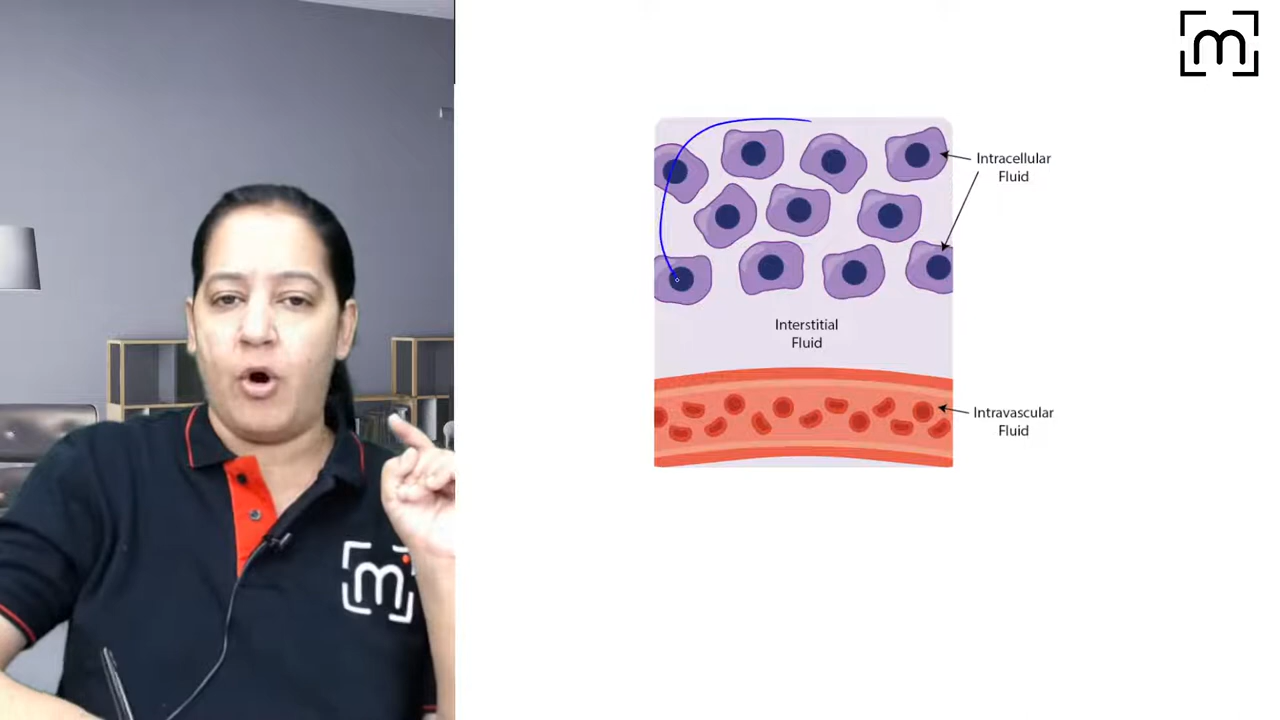 m
Intracellular
Fluid
Interstitial
Fluid
Intravascular
Fluid
m